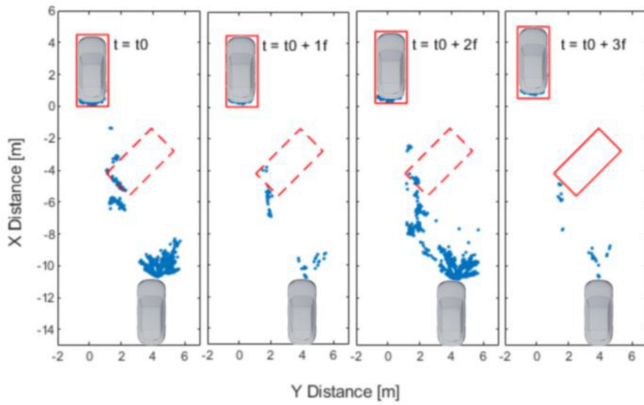 6
4
2
0
-2
-4
-6
-8
-10
-12
-14
X Distance [m]
t = t0
t = t0 + 1f
t = t0 + 2f
t = t0 + 3f
-2 0 2 4 6
-2 0 2 4 6
-2 0 2 4 6
-2 0 2 4 6
Y Distance [m]